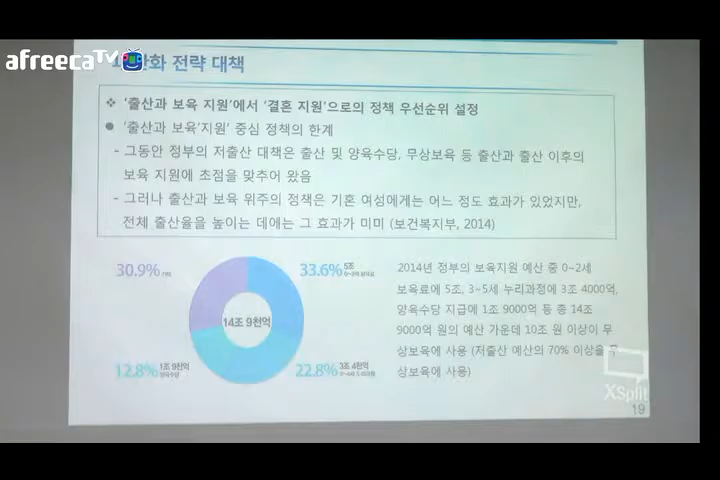 afreecaTV
전략 대책
❖ '출산과 보육 지원'에서 '결혼 지원'으로의 정책 우선순위 설정
● '출산과 보육'지원' 중심 정책의 한계
- 그동안 정부의 저출산 대책은 출산 및 양육수당, 무상보육 등 출산과 출산 이후의
보육 지원에 초점을 맞추어 왔음
- 그러나 출산과 보육 위주의 정책은 기혼 여성에게는 어느 정도 효과가 있었지만,
전체 출산율을 높이는 데에는 그 효과가 미미 (보건복지부, 2014)
30.9%
33.6% 5조
14조 9천억
12.8% 1조 9천억
22.8% 3조 4천억
2014년 정부의 보육지원 예산 중 0~2세
보육료에 5조, 3~5세 누리과정에 3조 4000억,
양육수당 지급에 1조 9000억 등 총 14조
9000억 원의 예산 가운데 10조 원 이상이 무
상보육에 사용 (저출산 예산의 70% 이상을 무
상보육에 사용)
XSplit
19